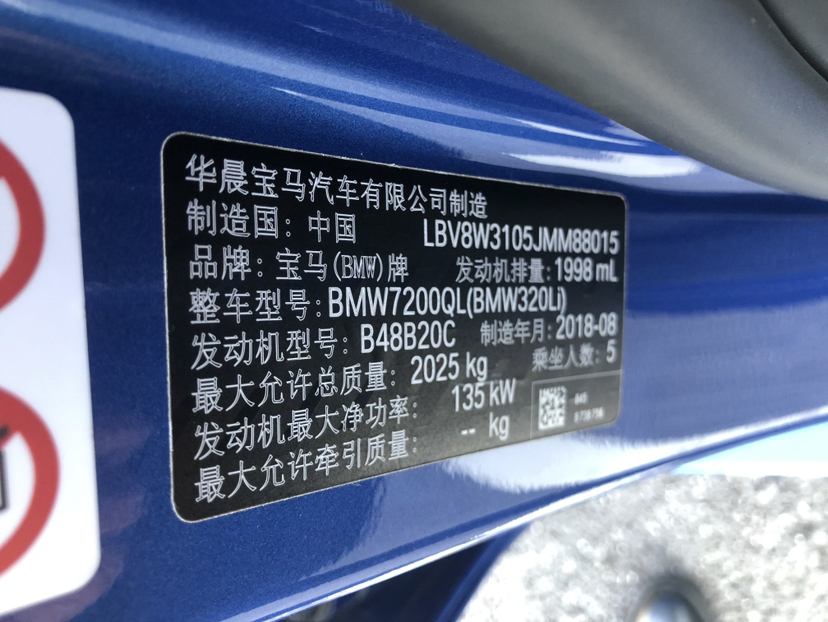 华晨宝马汽车有限公司制造
制造国：中国 LBV8W3105JMM88015
品牌：宝马(BMW)牌 发动机排量：1998 mL
整车型号：BMW7200QL(BMW320Li)
发动机型号：B48B20C 制造年月：2018-08
最大允许总质量：2025 kg 乘坐人数：5
发动机最大净功率：135 kW
最大允许牵引质量：-- kg